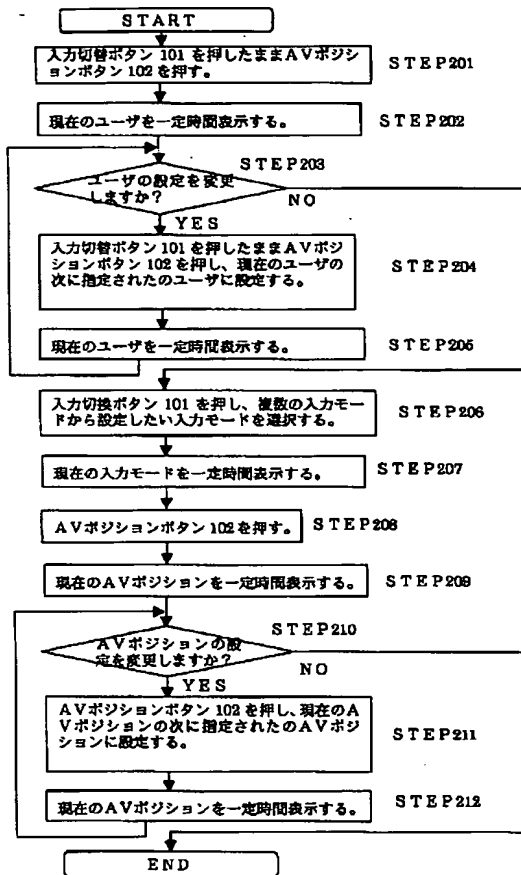 START
入力切替ボタン 101 を押したままAVポジシ
ョンボタン 102 を押す。
STEP201
現在のユーザを一定時間表示する。
STEP202
STEP203
ユーザの設定を変更
しますか?
NO
YES
入力切替ボタン 101 を押したままAVポジ
ションボタン 102 を押し、現在のユーザの
次に指定されたのユーザに設定する。
STEP204
現在のユーザを一定時間表示する。
STEP205
入力切換ボタン 101 を押し、複数の入力モー
ドから設定したい入力モードを選択する。
STEP206
現在の入力モードを一定時間表示する。
STEP207
AVポジションボタン 102 を押す。
STEP208
現在のAVポジションを一定時間表示する。
STEP209
STEP210
AVポジションの設
定を変更しますか?
NO
YES
AVポジションボタン 102 を押し、現在のA
Vポジションの次に指定されたのAVポジ
ションに設定する。
STEP211
現在のAVポジションを一定時間表示する。
STEP212
END